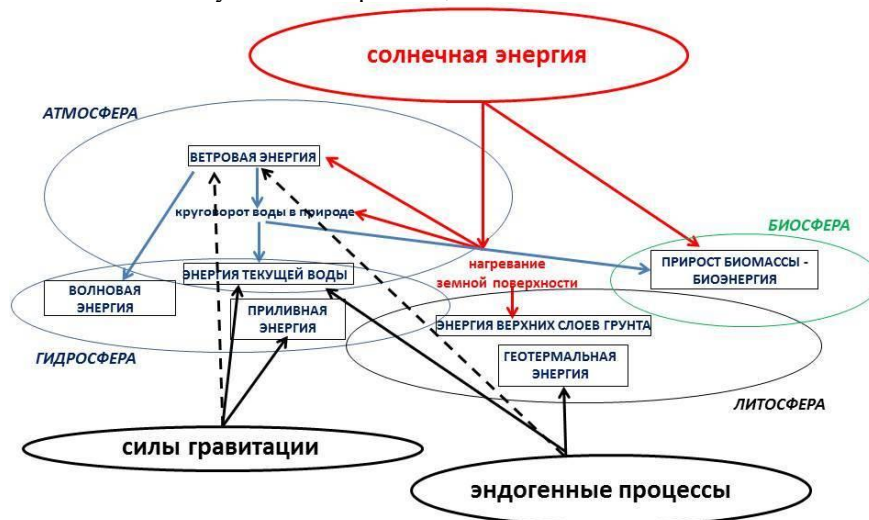 солнечная энергия
АТМОСФЕРА
ВЕТРОВАЯ ЭНЕРГИЯ
круговорот воды в природе
БИОСФЕРА
ПРИРОСТ БИОМАССЫ -
БИОЭНЕРГИЯ
нагревание
земной поверхности
ЭНЕРГИЯ ТЕКУЩЕЙ ВОДЫ
ВОЛНОВАЯ
ЭНЕРГИЯ
ПРИЛИВНАЯ
ЭНЕРГИЯ
ЭНЕРГИЯ ВЕРХНИХ СЛОЕВ ГРУНТА
ГИДРОСФЕРА
ГЕОТЕРМАЛЬНАЯ
ЭНЕРГИЯ
ЛИТОСФЕРА
силы гравитации
эндогенные процессы